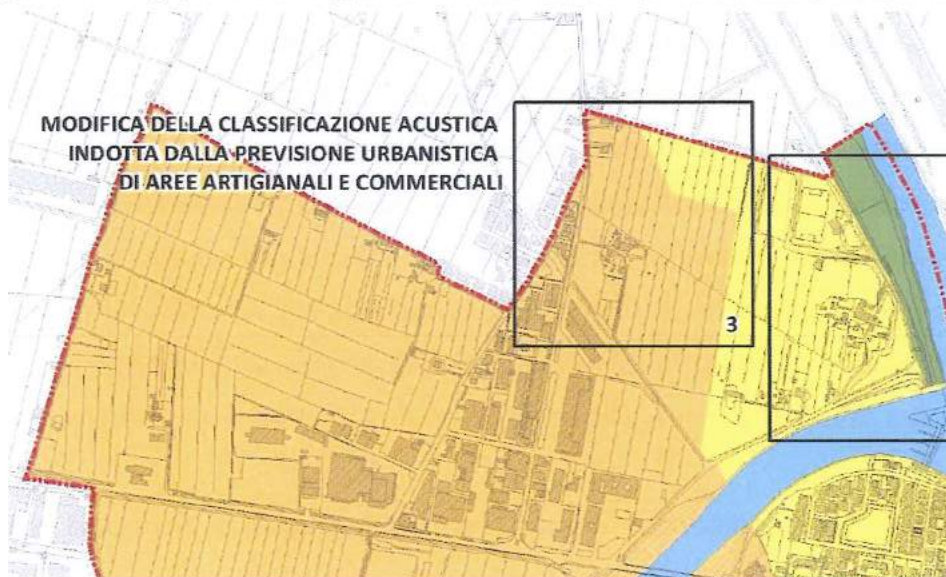 MODIFICA DELLA CLASSIFICAZIONE ACUSTICA
INDOTTA DALLA PREVISIONE URBANISTICA
DI AREE ARTIGIANALI E COMMERCIALI
3